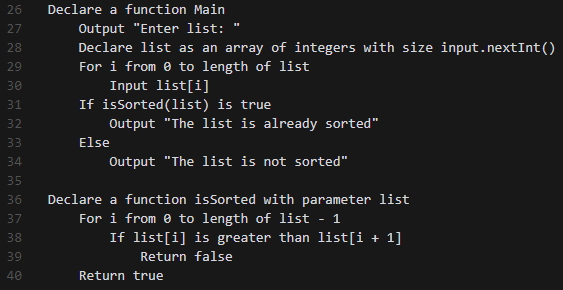 26 Declare a function Main
27     Output "Enter list: "
28     Declare list as an array of integers with size input.nextInt()
29     For i from 0 to length of list
30         Input list[i]
31     If isSorted(list) is true
32         Output "The list is already sorted"
33     Else
34         Output "The list is not sorted"
35
36 Declare a function isSorted with parameter list
37     For i from 0 to length of list - 1
38         If list[i] is greater than list[i + 1]
39             Return false
40     Return true